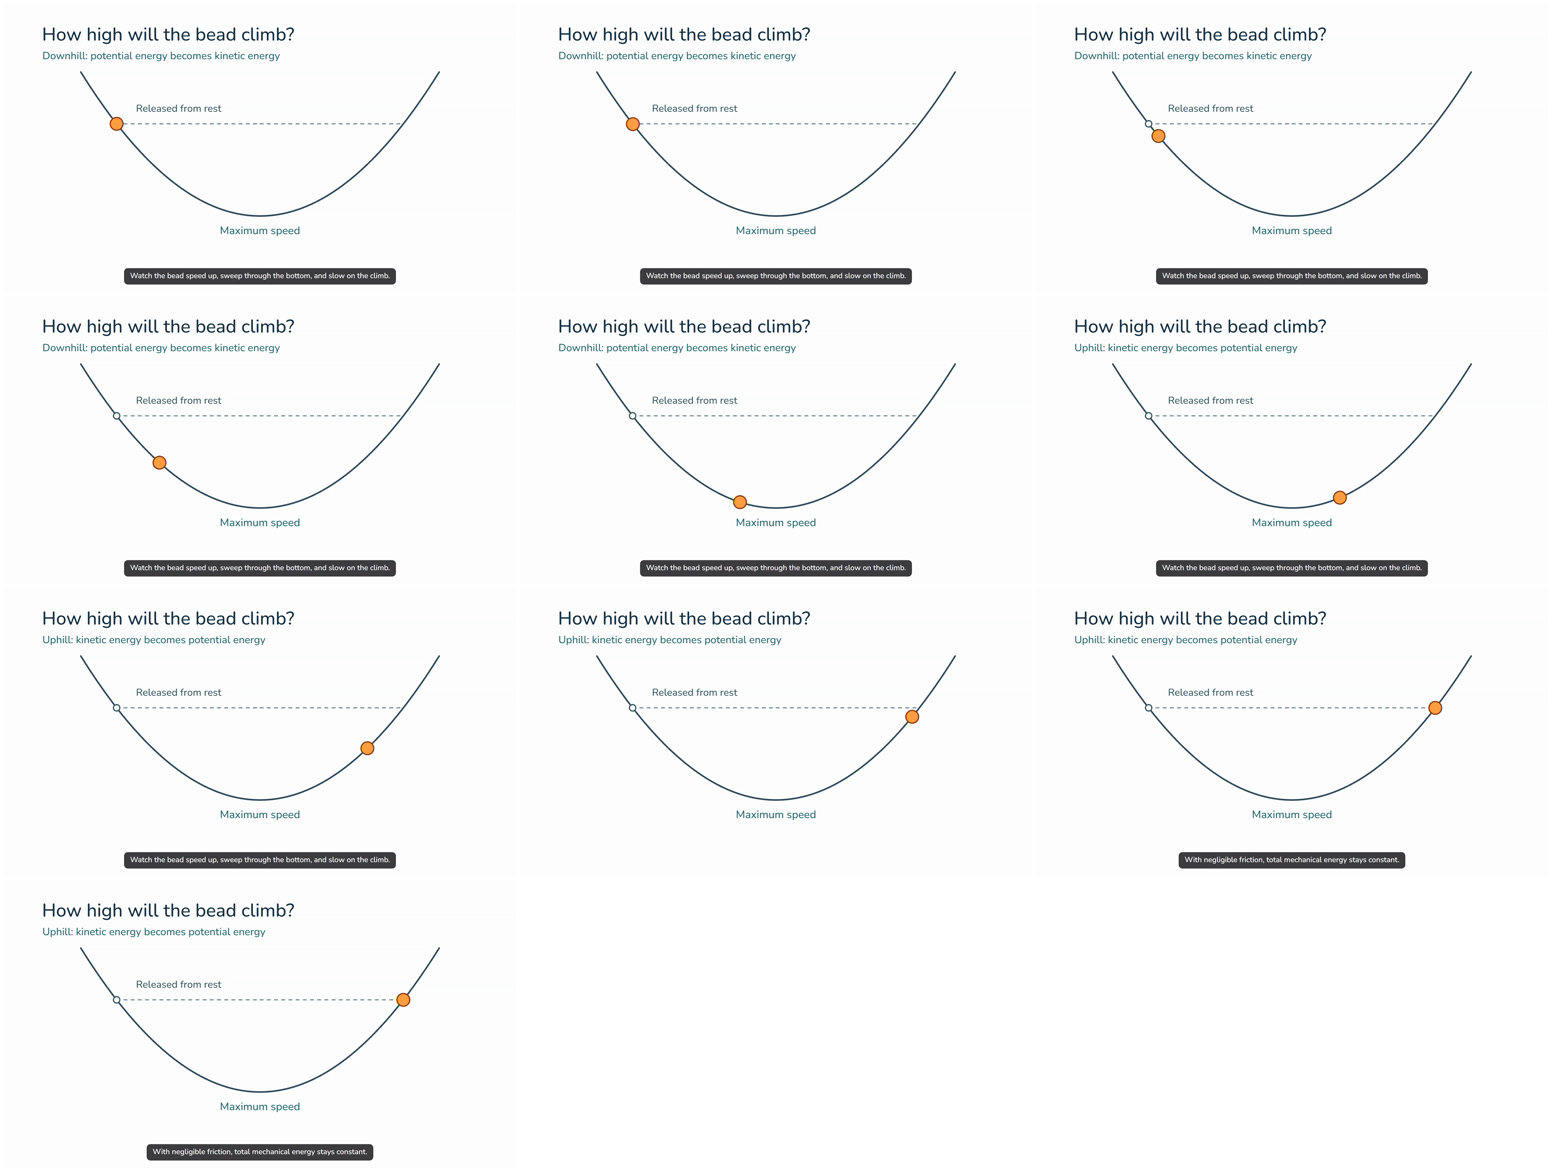 How high will the bead climb?
Downhill: potential energy becomes kinetic energy
Released from rest
Maximum speed
Watch the bead speed up, sweep through the bottom, and slow on the climb.
How high will the bead climb?
Downhill: potential energy becomes kinetic energy
Released from rest
Maximum speed
Watch the bead speed up, sweep through the bottom, and slow on the climb.
How high will the bead climb?
Downhill: potential energy becomes kinetic energy
Released from rest
Maximum speed
Watch the bead speed up, sweep through the bottom, and slow on the climb.
How high will the bead climb?
Downhill: potential energy becomes kinetic energy
Released from rest
Maximum speed
Watch the bead speed up, sweep through the bottom, and slow on the climb.
How high will the bead climb?
Downhill: potential energy becomes kinetic energy
Released from rest
Maximum speed
Watch the bead speed up, sweep through the bottom, and slow on the climb.
How high will the bead climb?
Uphill: kinetic energy becomes potential energy
Released from rest
Maximum speed
Watch the bead speed up, sweep through the bottom, and slow on the climb.
How high will the bead climb?
Uphill: kinetic energy becomes potential energy
Released from rest
Maximum speed
Watch the bead speed up, sweep through the bottom, and slow on the climb.
How high will the bead climb?
Uphill: kinetic energy becomes potential energy
Released from rest
Maximum speed
How high will the bead climb?
Uphill: kinetic energy becomes potential energy
Released from rest
Maximum speed
With negligible friction, total mechanical energy stays constant.
How high will the bead climb?
Uphill: kinetic energy becomes potential energy
Released from rest
Maximum speed
With negligible friction, total mechanical energy stays constant.